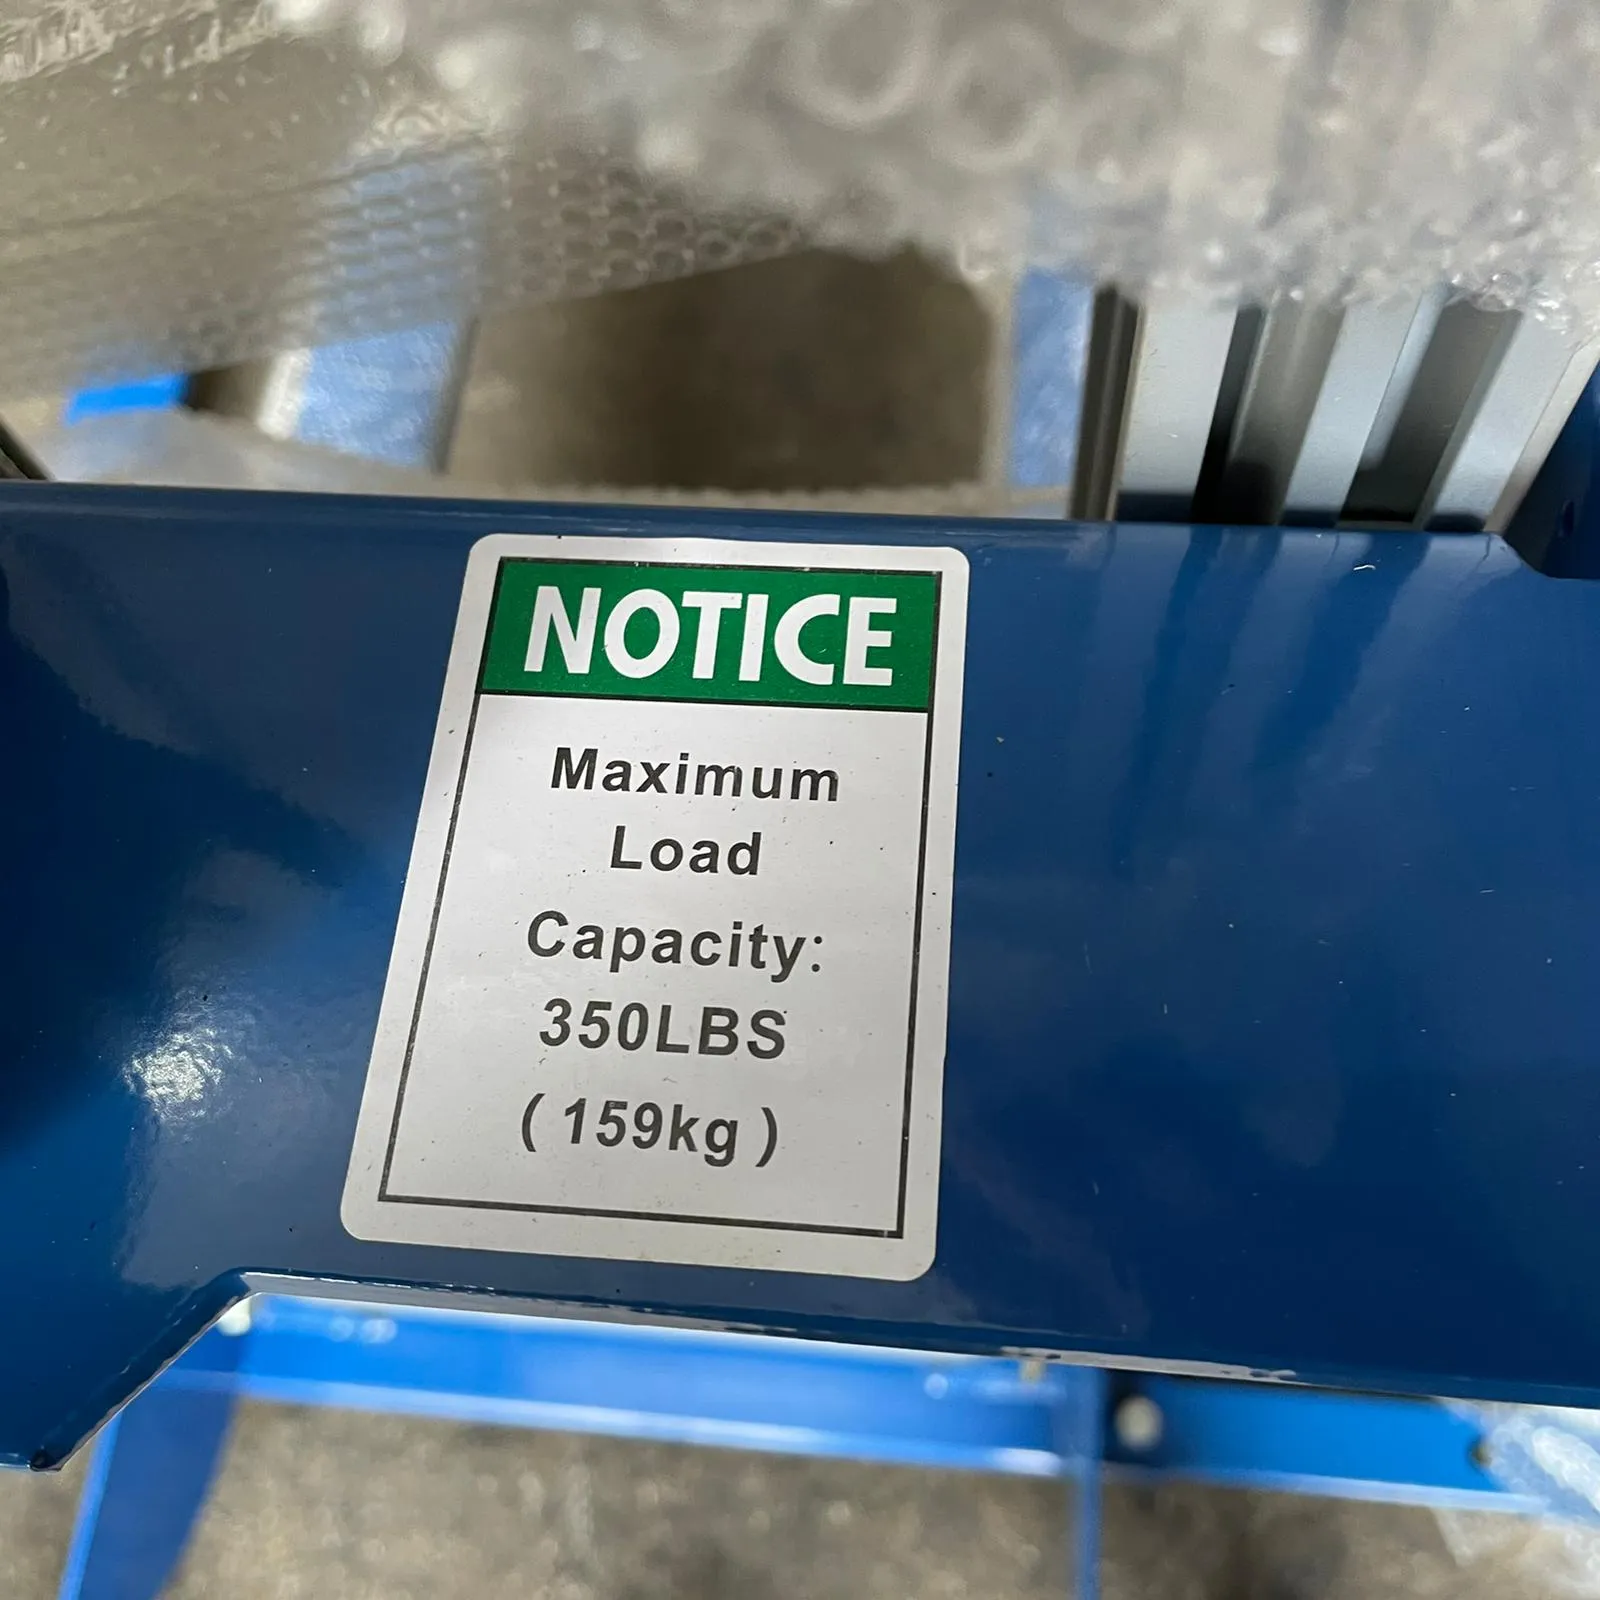 NOTICE
Maximum
Load
Capacity:
350LBS
(159kg)